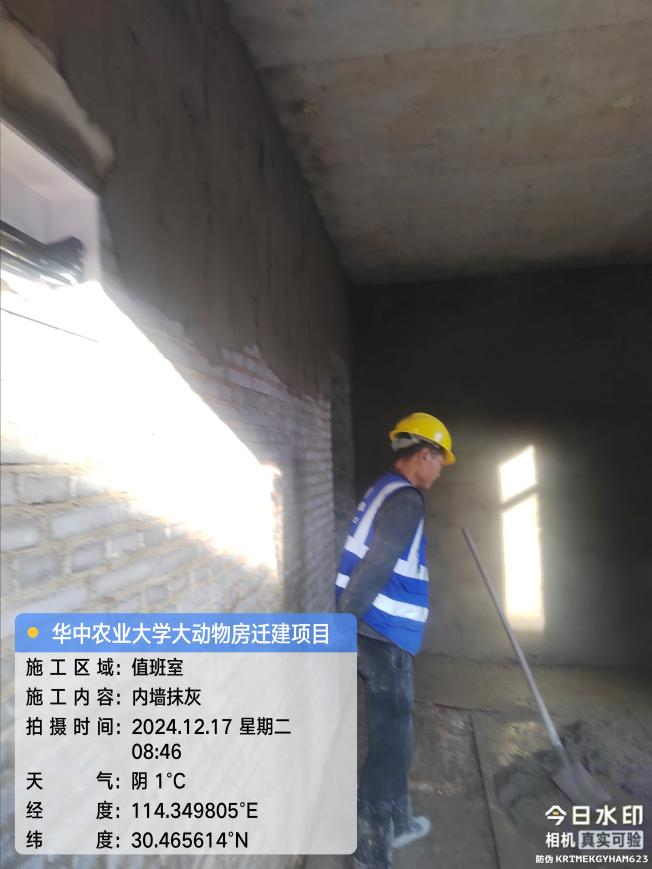 华中农业大学大动物房迁建项目
施工区域：值班室
施工内容：内墙抹灰
拍摄时间：2024.12.17 星期二
08:46
天气：阴 1°C
经度：114.349805°E
纬度：30.465614°N
今日水印
相机 真实可验
防伪 KRTMEKGYHAM623